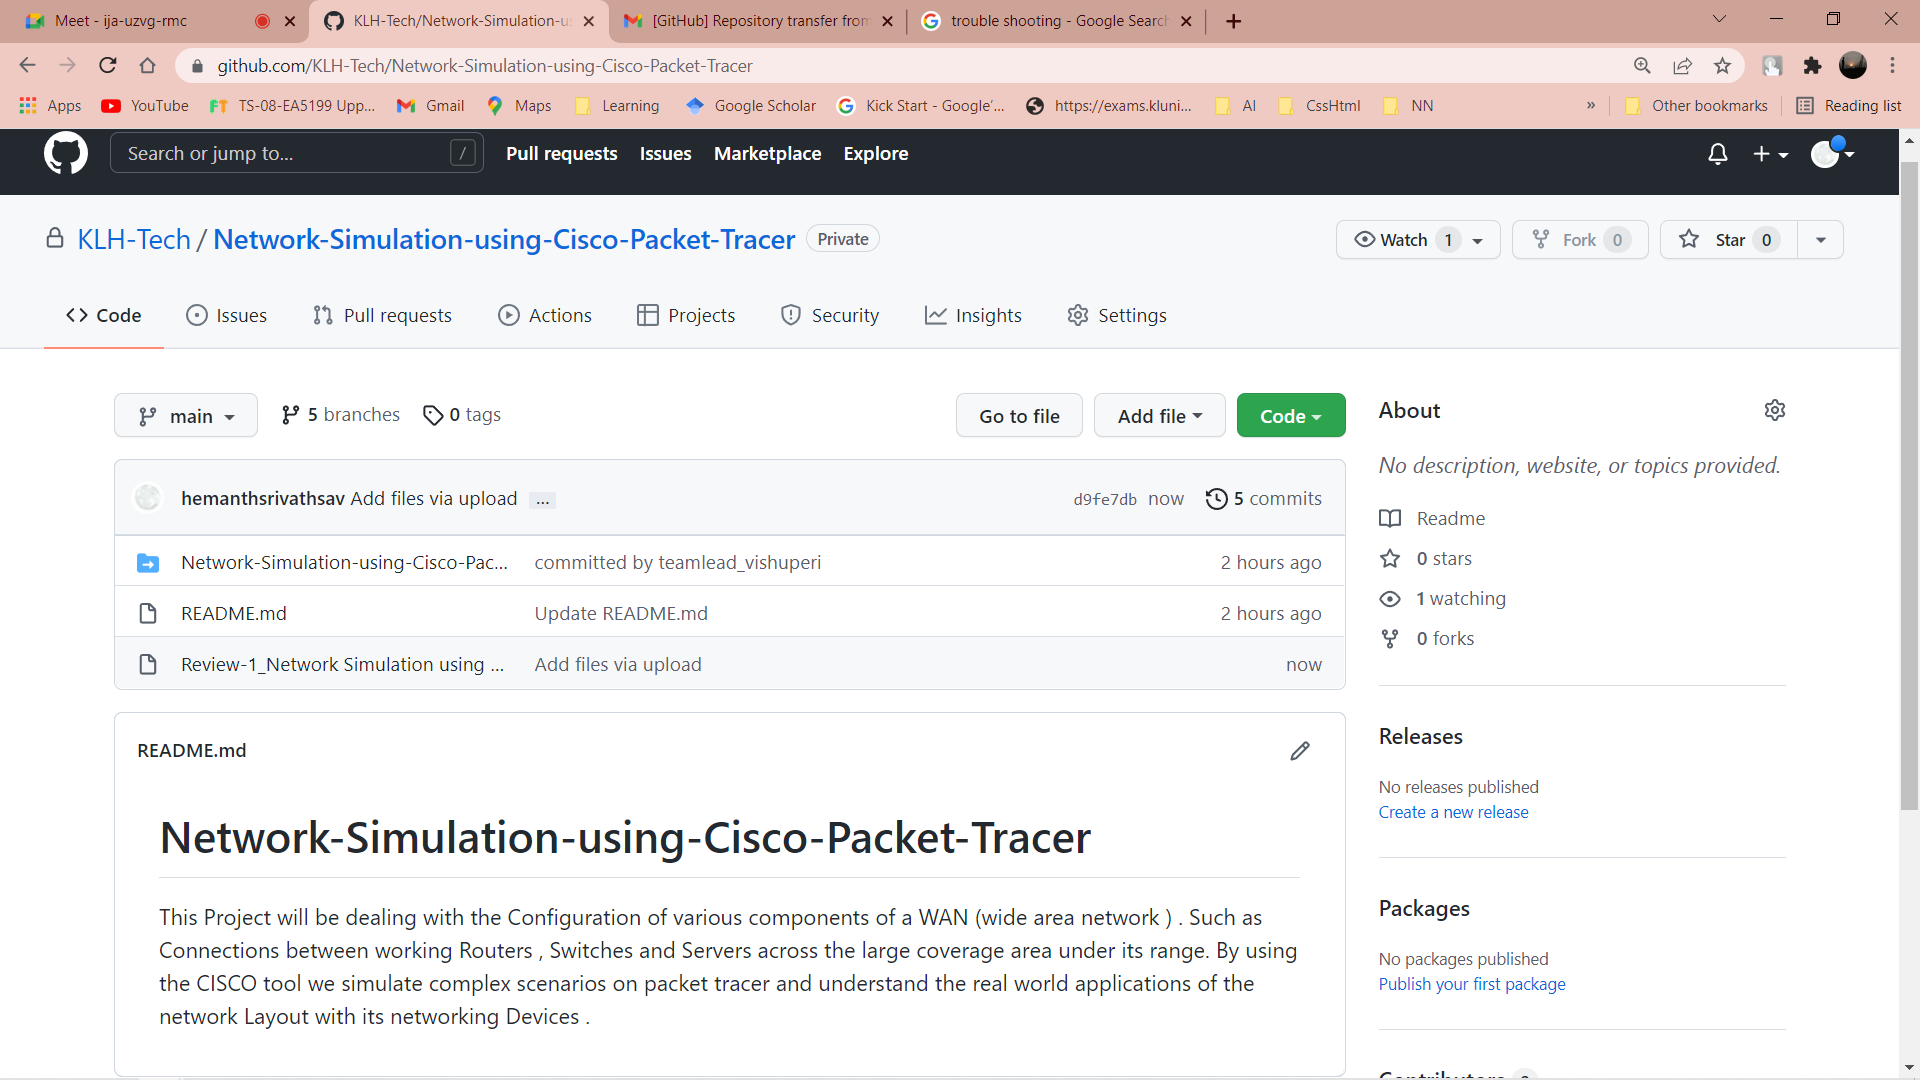 Meet - ija-uzvg-rmc
KLH-Tech/Network-Simulation-us
[GitHub] Repository transfer from
trouble shooting - Google Search
github.com/KLH-Tech/Network-Simulation-using-Cisco-Packet-Tracer
Apps YouTube TS-08-EA5199 Upp... Gmail Maps Learning Google Scholar Kick Start - Google'... https://exams.kluni... AI CssHtml NN » Other bookmarks Reading list
Search or jump to... / Pull requests Issues Marketplace Explore
KLH-Tech / Network-Simulation-using-Cisco-Packet-Tracer Private
Watch 1 Fork 0 Star 0
Code Issues Pull requests Actions Projects Security Insights Settings
main 5 branches 0 tags Go to file Add file Code
hemanthsrivathsav Add files via upload ... d9fe7db now 5 commits
Network-Simulation-using-Cisco-Pac... committed by teamlead_vishuperi 2 hours ago
README.md Update README.md 2 hours ago
Review-1_Network Simulation using ... Add files via upload now
README.md
Network-Simulation-using-Cisco-Packet-Tracer
This Project will be dealing with the Configuration of various components of a WAN (wide area network ) . Such as
Connections between working Routers , Switches and Servers across the large coverage area under its range. By using
the CISCO tool we simulate complex scenarios on packet tracer and understand the real world applications of the
network Layout with its networking Devices .
About
No description, website, or topics provided.
Readme
0 stars
1 watching
0 forks
Releases
No releases published
Create a new release
Packages
No packages published
Publish your first package
Contributors